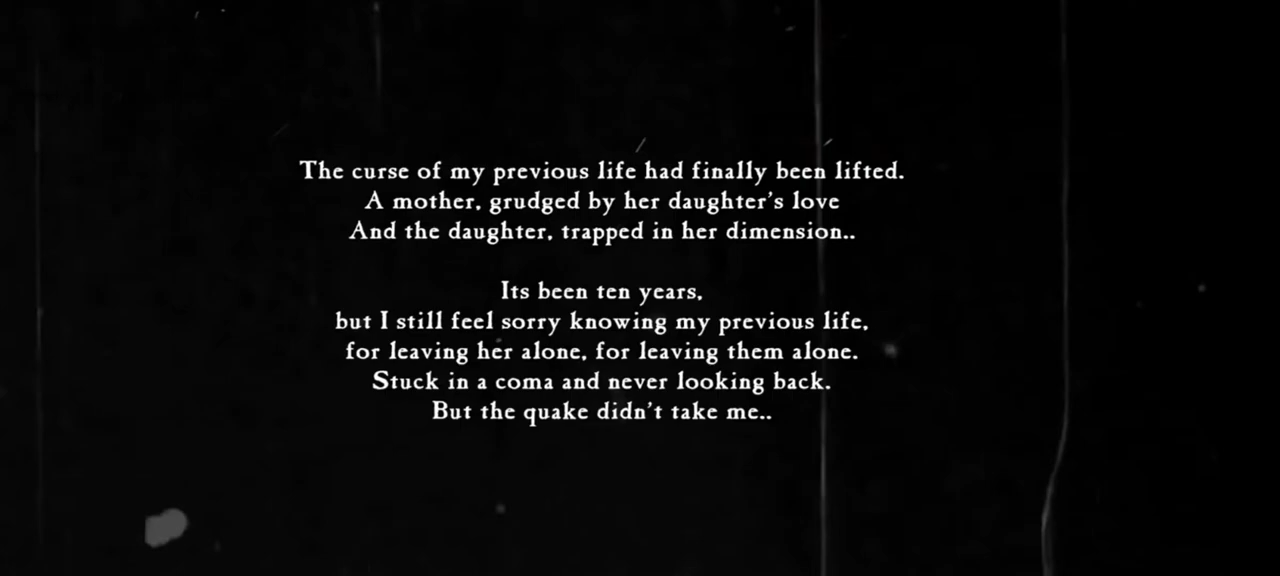 The curse of my previous life had finally been lifted.
A mother, grudged by her daughter's love
And the daughter, trapped in her dimension..
Its been ten years,
but I still feel sorry knowing my previous life,
for leaving her alone, for leaving them alone.
Stuck in a coma and never looking back.
But the quake didn't take me..